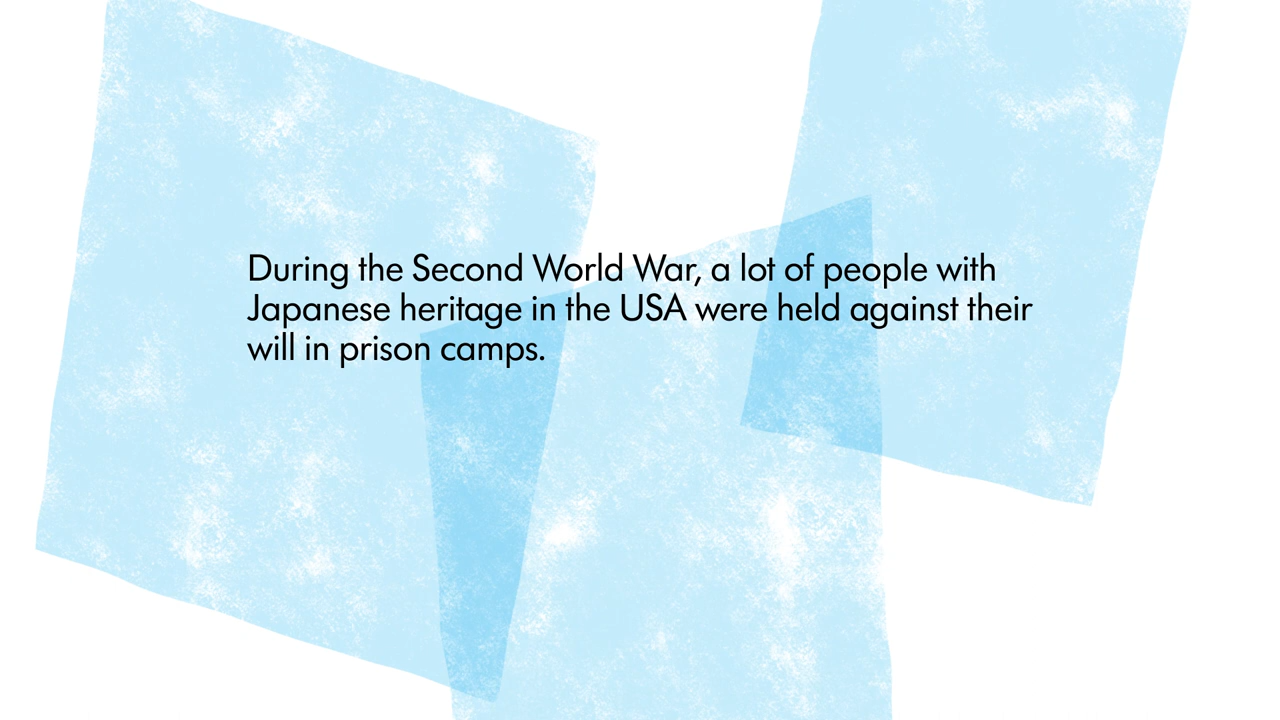 During the Second World War, a lot of people with
Japanese heritage in the USA were held against their
will in prison camps.